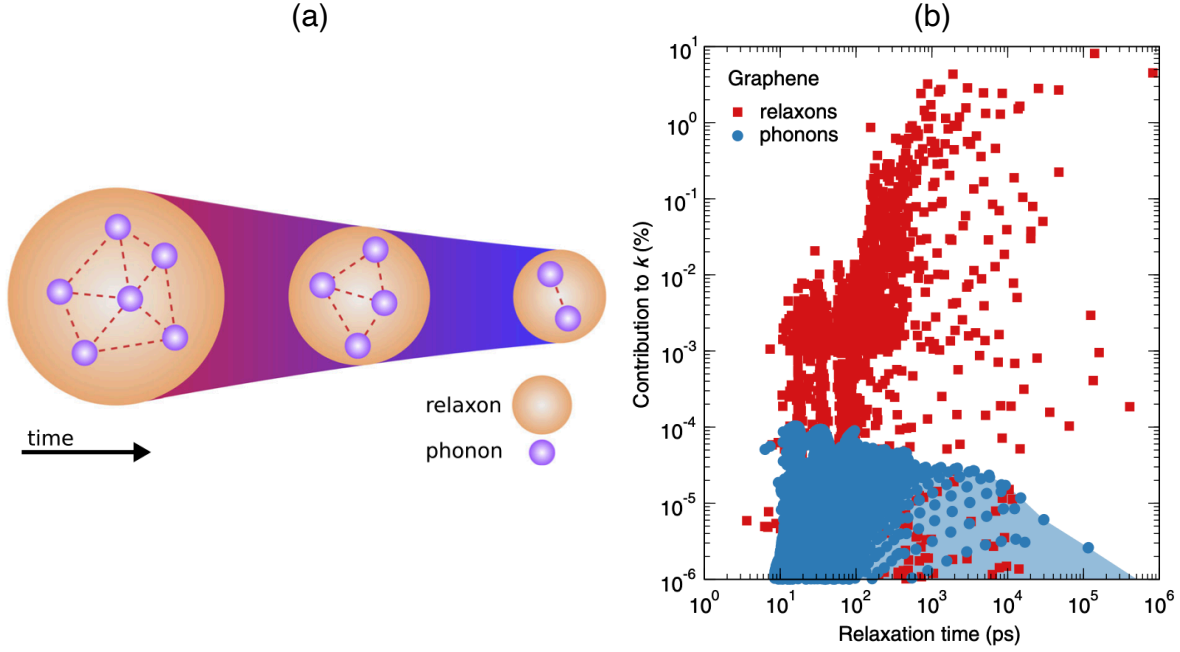 (a)
relaxon
phonon
time
(b)
Graphene
relaxons
phonons
Contribution to k (%)
10¹
10⁰
10⁻¹
10⁻²
10⁻³
10⁻⁴
10⁻⁵
10⁻⁶
10⁰ 10¹ 10² 10³ 10⁴ 10⁵ 10⁶
Relaxation time (ps)